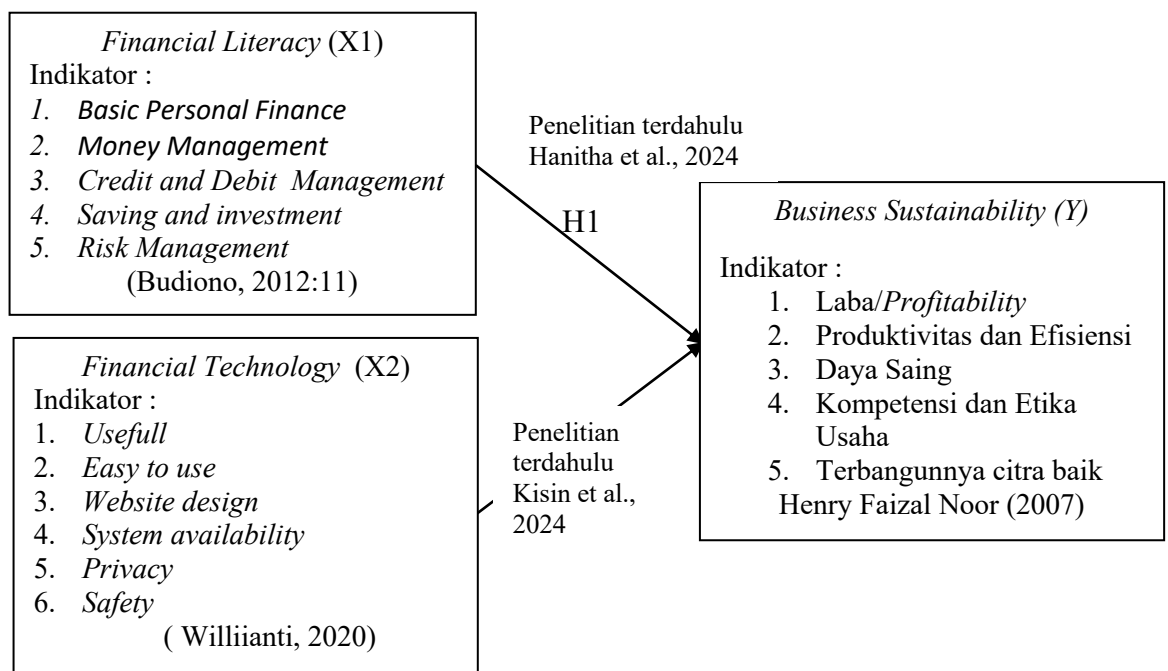 Financial Literacy (X1)
Indikator :
1. Basic Personal Finance
2. Money Management
3. Credit and Debit Management
4. Saving and investment
5. Risk Management
(Budiono, 2012:11)
Penelitian terdahulu
Hanitha et al., 2024
H1
Financial Technology (X2)
Indikator :
1. Usefull
2. Easy to use
3. Website design
4. System availability
5. Privacy
6. Safety
( Williianti, 2020)
Penelitian
terdahulu
Kisin et al.,
2024
Business Sustainability (Y)
Indikator :
1. Laba/Profitability
2. Produktivitas dan Efisiensi
3. Daya Saing
4. Kompetensi dan Etika
Usaha
5. Terbangunnya citra baik
Henry Faizal Noor (2007)